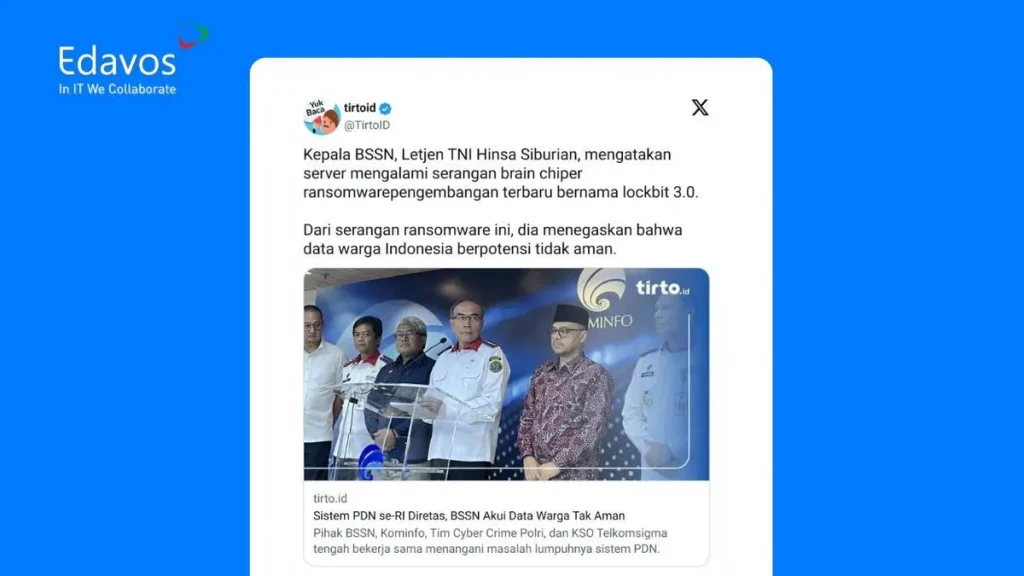 Edavos
In IT We Collaborate
Yuk
Baca
tirtoid
@TirtoID
X
Kepala BSSN, Letjen TNI Hinsa Siburian, mengatakan
server mengalami serangan brain chiper
ransomwarepengembangan terbaru bernama lockbit 3.0.
Dari serangan ransomware ini, dia menegaskan bahwa
data warga Indonesia berpotensi tidak aman.
tirto.id
MINFO
tirto.id
Sistem PDN se-RI Diretas, BSSN Akui Data Warga Tak Aman
Pihak BSSN, Kominfo, Tim Cyber Crime Polri, dan KSO Telkomsigma
tengah bekerja sama menangani masalah lumpuhnya sistem PDN.